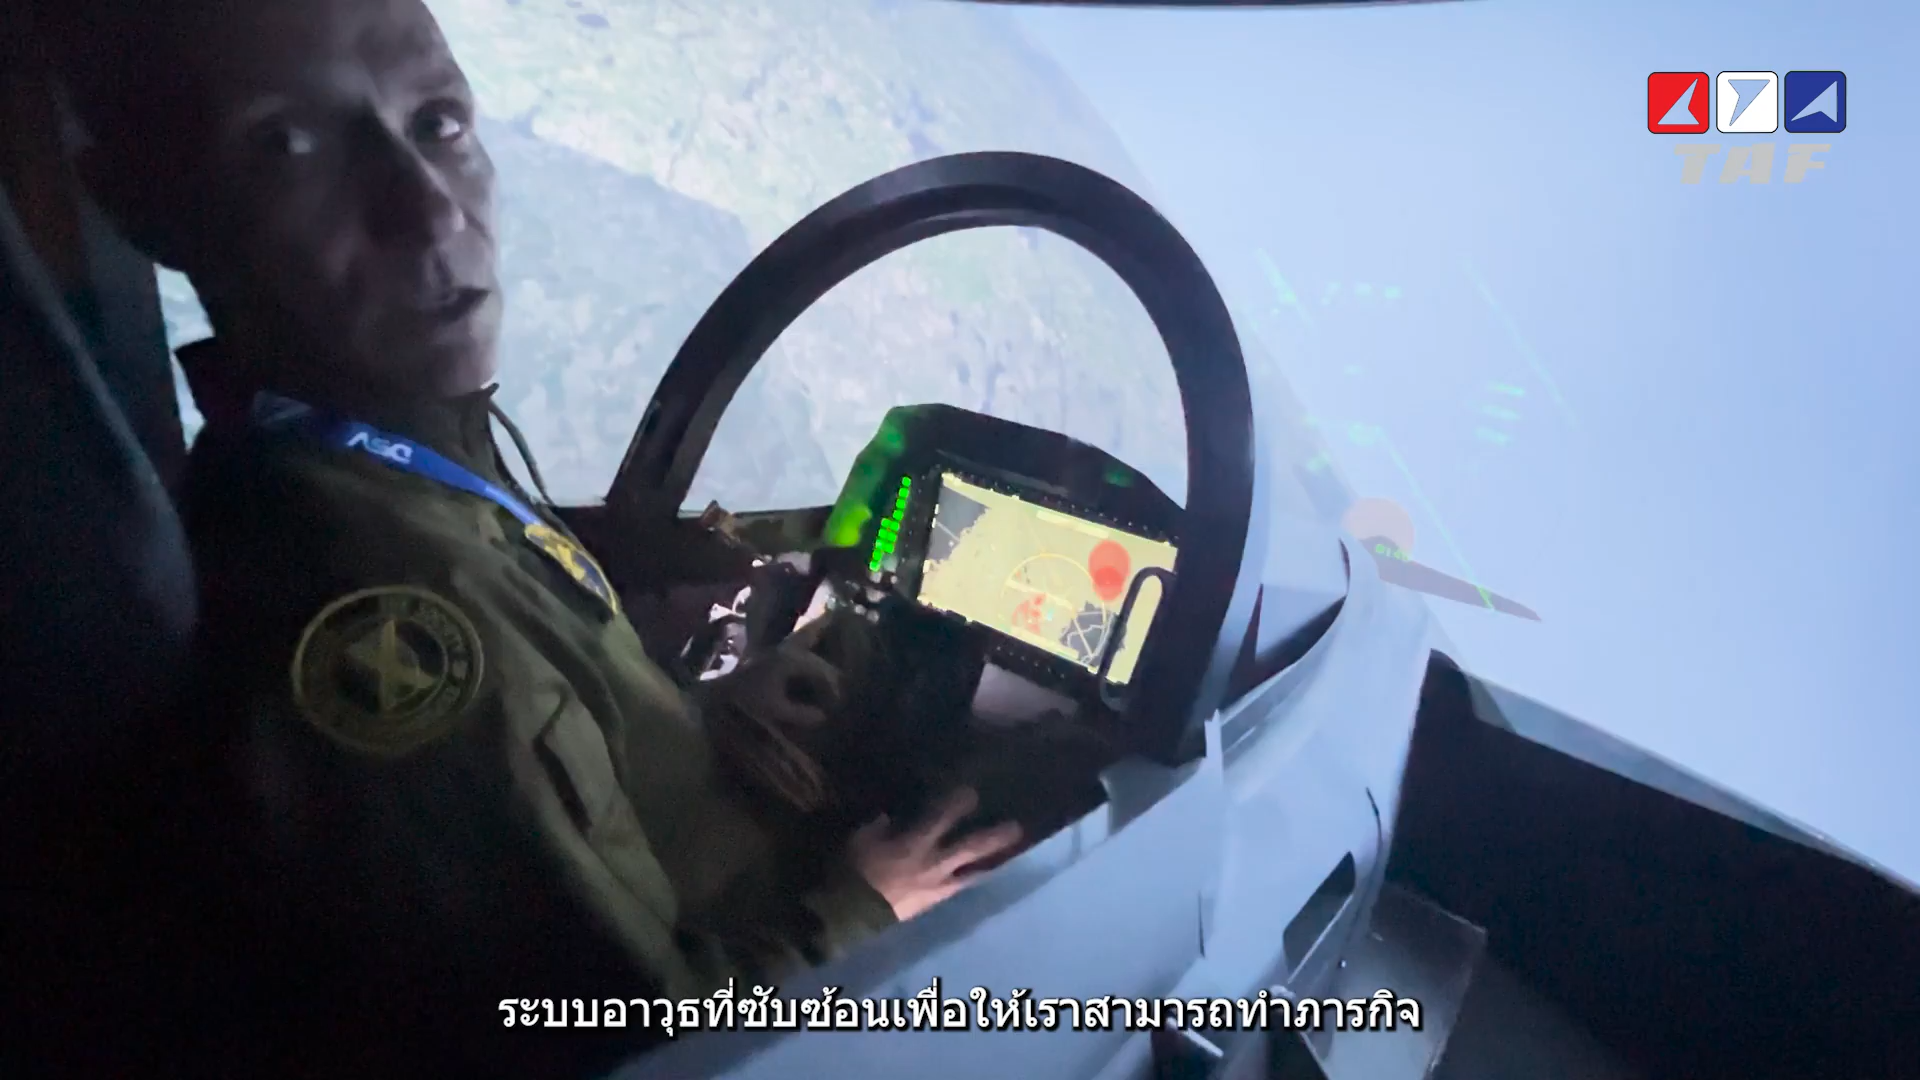 TAF
ASC
ระบบอาวุธที่ซับซ้อนเพื่อให้เราสามารถทำภารกิจ